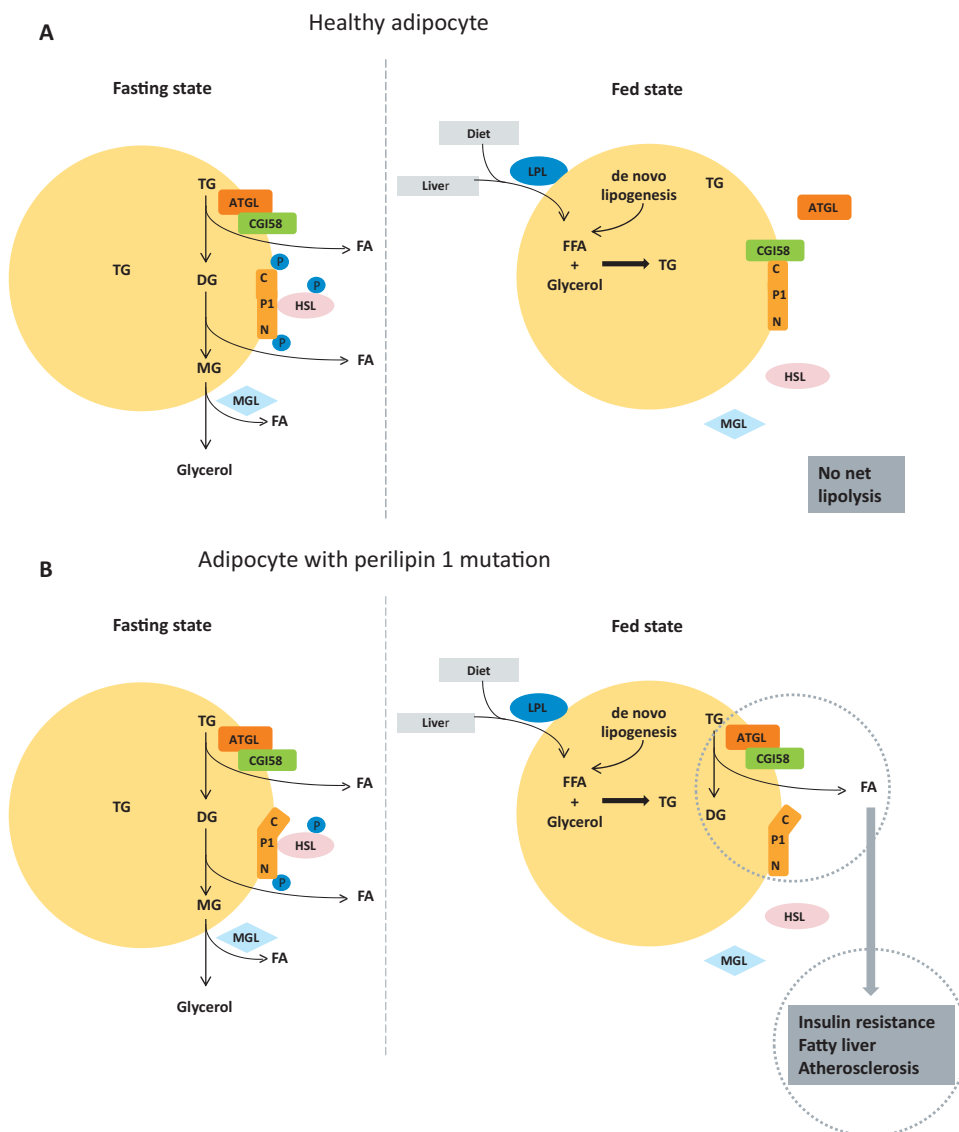 A
Healthy adipocyte
Fasting state
TG
TG
ATGL
CGI58
FA
DG
P
C
P1
N
P
HSL
P
FA
MG
MGL
FA
Glycerol
Fed state
Diet
Liver
LPL
de novo
lipogenesis
TG
ATGL
FFA
+
Glycerol
TG
CGI58
C
P1
N
HSL
MGL
No net
lipolysis
B
Adipocyte with perilipin 1 mutation
Fasting state
TG
TG
ATGL
CGI58
FA
DG
C
P1
N
P
HSL
P
FA
MG
MGL
FA
Glycerol
Fed state
Diet
Liver
LPL
de novo
lipogenesis
TG
ATGL
CGI58
FA
FFA
+
Glycerol
TG
DG
C
P1
N
HSL
MGL
Insulin resistance
Fatty liver
Atherosclerosis